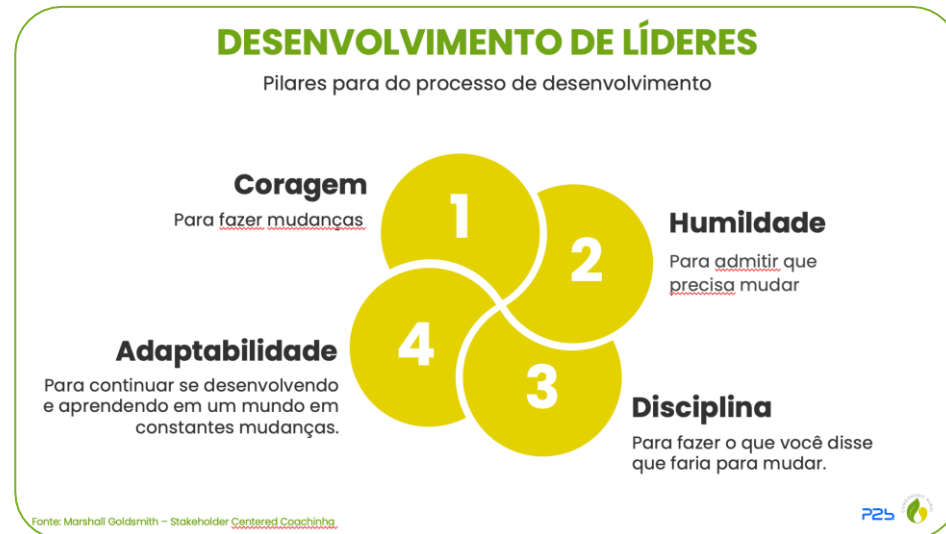 DESENVOLVIMENTO DE LÍDERES
Pilares para do processo de desenvolvimento
Coragem
Para fazer mudanças
1
2
Humildade
Para admitir que
precisa mudar
Adaptabilidade
Para continuar se desenvolvendo
e aprendendo em um mundo em
constantes mudanças.
4
3
Disciplina
Para fazer o que você disse
que faria para mudar.
Fonte: Marshall Goldsmith – Stakeholder Centered Coachinha
P2b